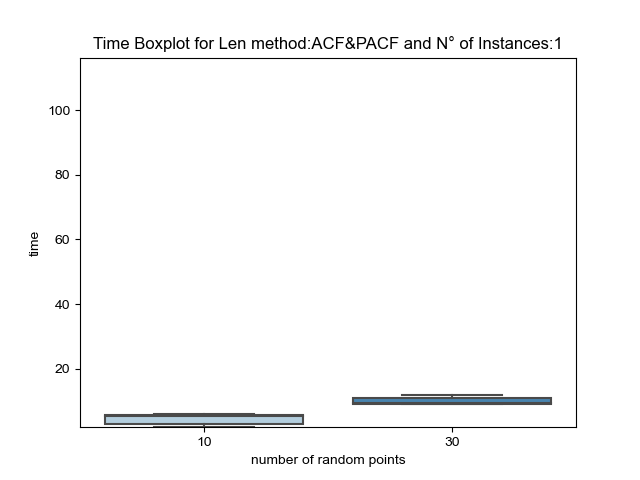 Time Boxplot for Len method:ACF&PACF and N° of Instances:1
100
80
60
40
20
time
10
30
number of random points